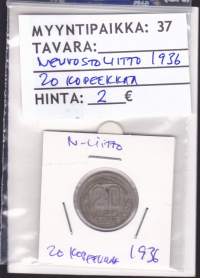 MYYNTIPAIKKA: 37
TAVARA:
NEUVOSTOLIITTO 1936
20 KOPEEKKAA
HINTA: 2 €
N-LIITTO
20
20 KOPEEKKAA 1936